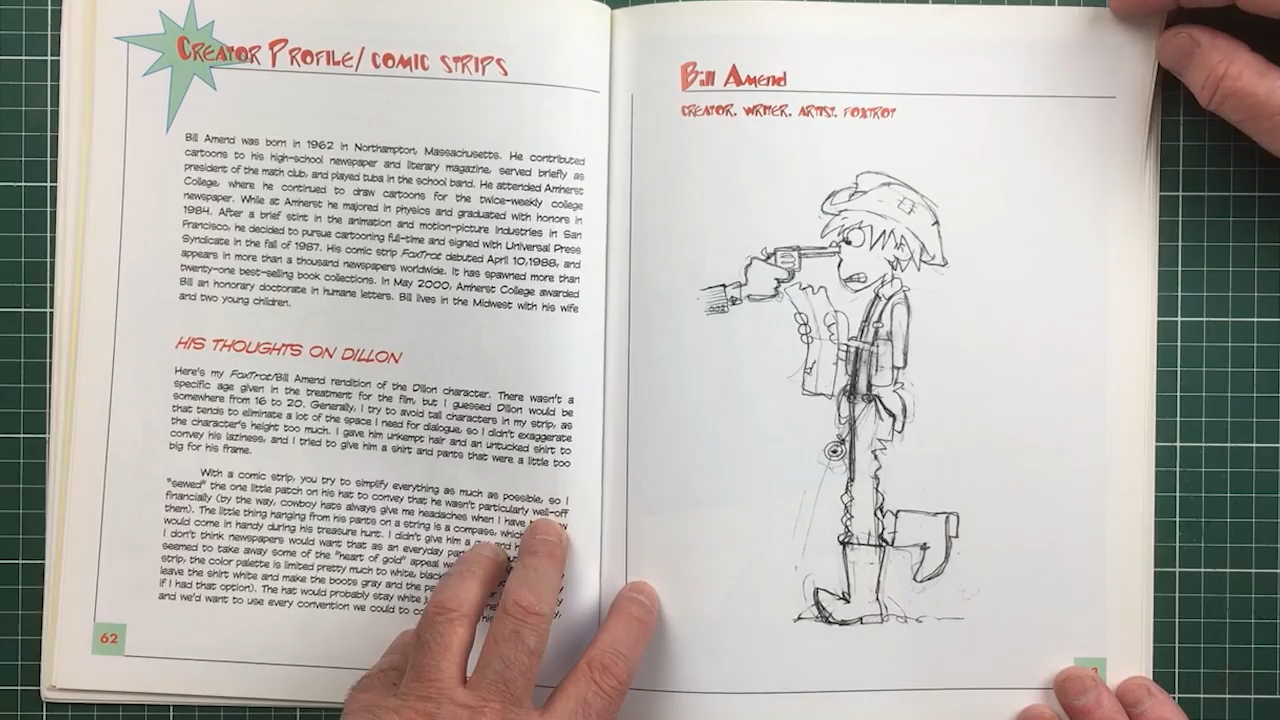 CREATOR PROFILE/COMIC STRIPS
Bill Amend was born in 1962 in Northampton, Massachusetts. He contributed
cartoons to his high-school newspaper and literary magazine, served briefly as
president of the math club, and played tuba in the school band. He attended Amherst
College, where he continued to draw cartoons for the twice-weekly college
newspaper. While at Amherst he majored in physics and graduated with honors in
1984. After a brief stint in the animation and motion-picture industries in San
Francisco, he decided to pursue cartooning full-time and signed with Universal Press
Syndicate in the fall of 1987. His comic strip FoxTrot debuted April 10,1988, and
appears in more than a thousand newspapers worldwide. It has spawned more than
twenty-one best-selling book collections. In May 2000, Amherst College awarded
Bill an honorary doctorate in humane letters. Bill lives in the Midwest with his wife
and two young children.
HIS THOUGHTS ON DILLON
Here's my FoxTrot/Bill Amend rendition of the Dillon character. There wasn't a
specific age given in the treatment for the film, but I guessed Dillon would be
somewhere from 16 to 20. Generally, I try to avoid tall characters in my strip, as
that tends to eliminate a lot of the space I need for dialogue, so I didn't exaggerate
the character's height too much. I gave him unkempt hair and an untucked shirt to
convey his laziness, and I tried to give him a shirt and pants that were a little too
big for his frame.
With a comic strip, you try to simplify everything as much as possible, so I
"sewed" the one little patch on his hat to convey that he wasn't particularly well-off
financially (by the way, cowboy hats always give me headaches when I have
them). The little thing hanging from his pants on a string is a compass,
would come in handy during his treasure hunt. I didn't give him a
I don't think newspapers would want that as an everyday
seemed to take away some of the "heart of gold" appeal
strip, the color palette is limited pretty much to white,
leave the shirt white and make the boots gray and the
if I had that option). The hat would probably stay white
and we'd want to use every convention we could to
62
Bill Amend
CREATOR. WRITER. ARTIST. FOXTROT